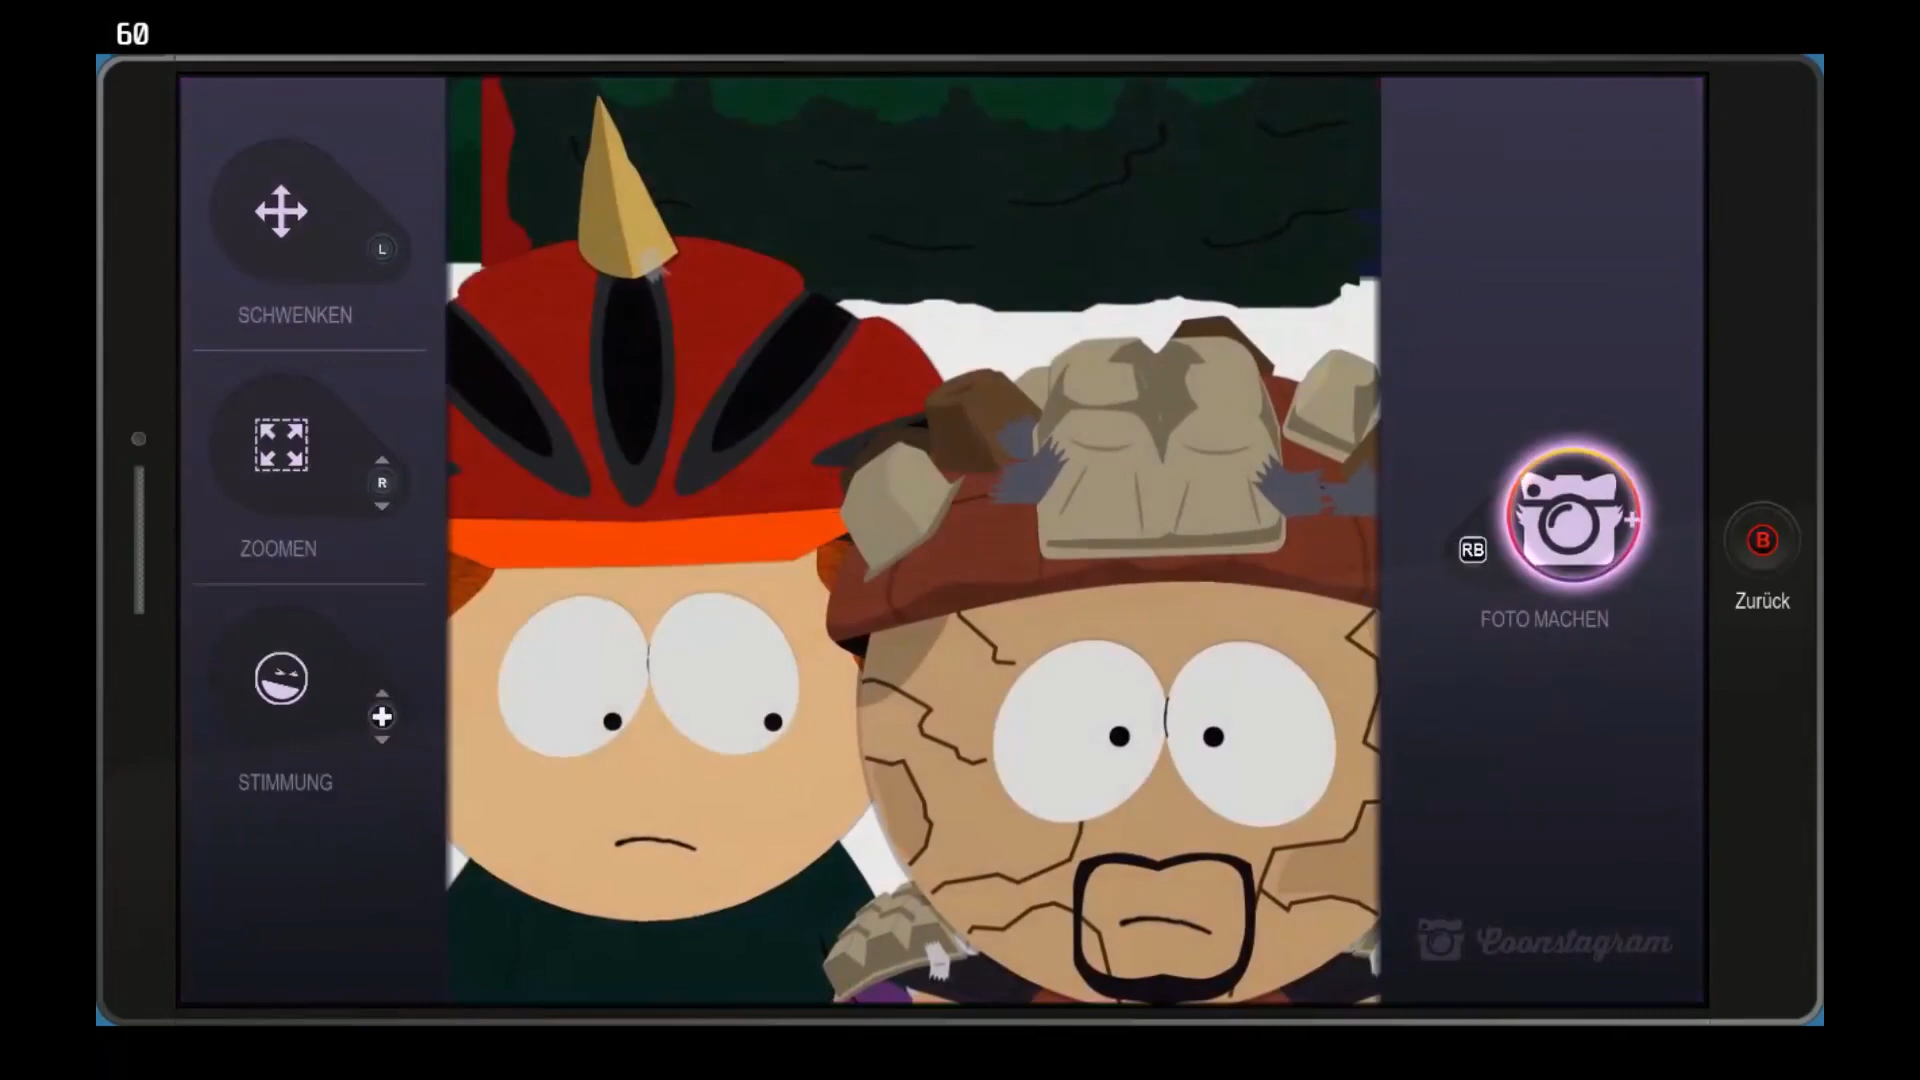 60
L
SCHWENKEN
R
ZOOMEN
STIMMUNG
RB
FOTO MACHEN
B
Zurück
Coonstagram